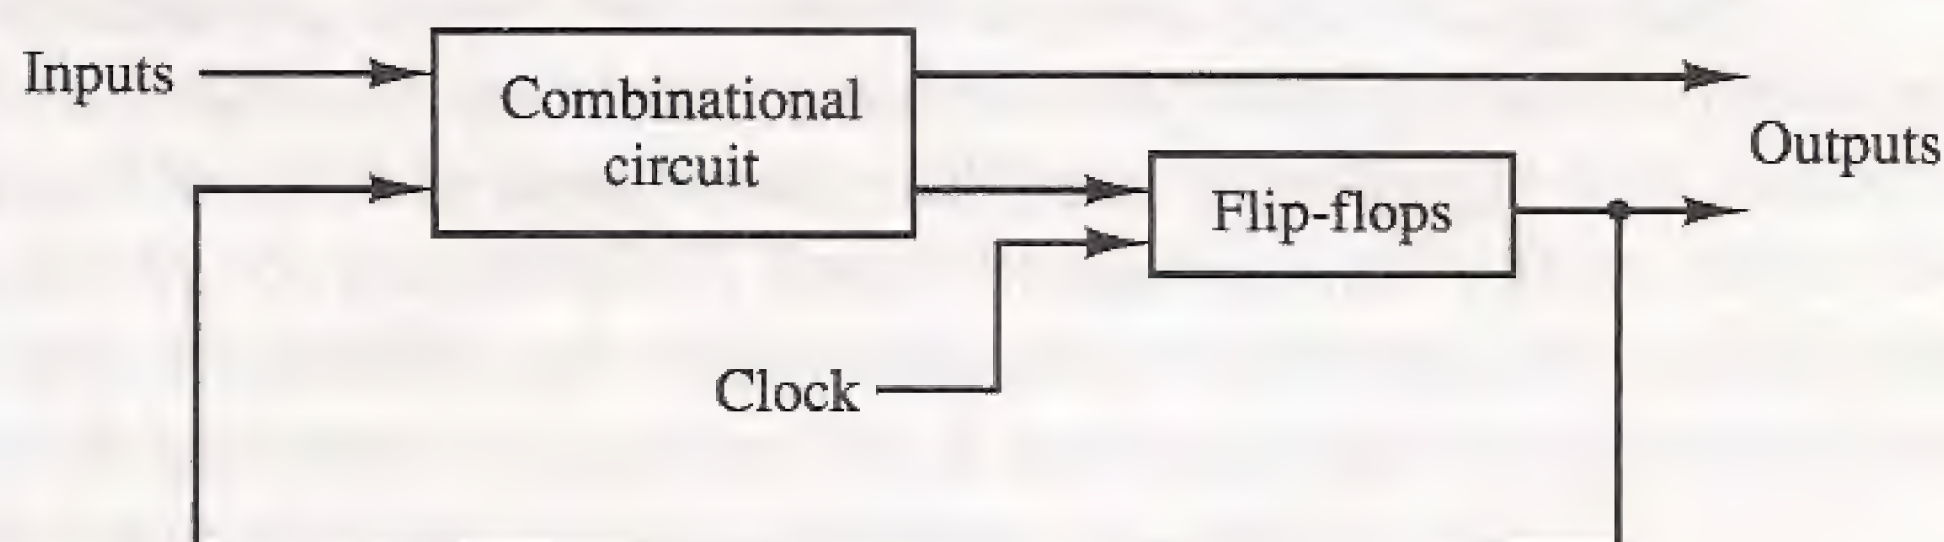 Inputs
Combinational
circuit
Outputs
Flip-flops
Clock